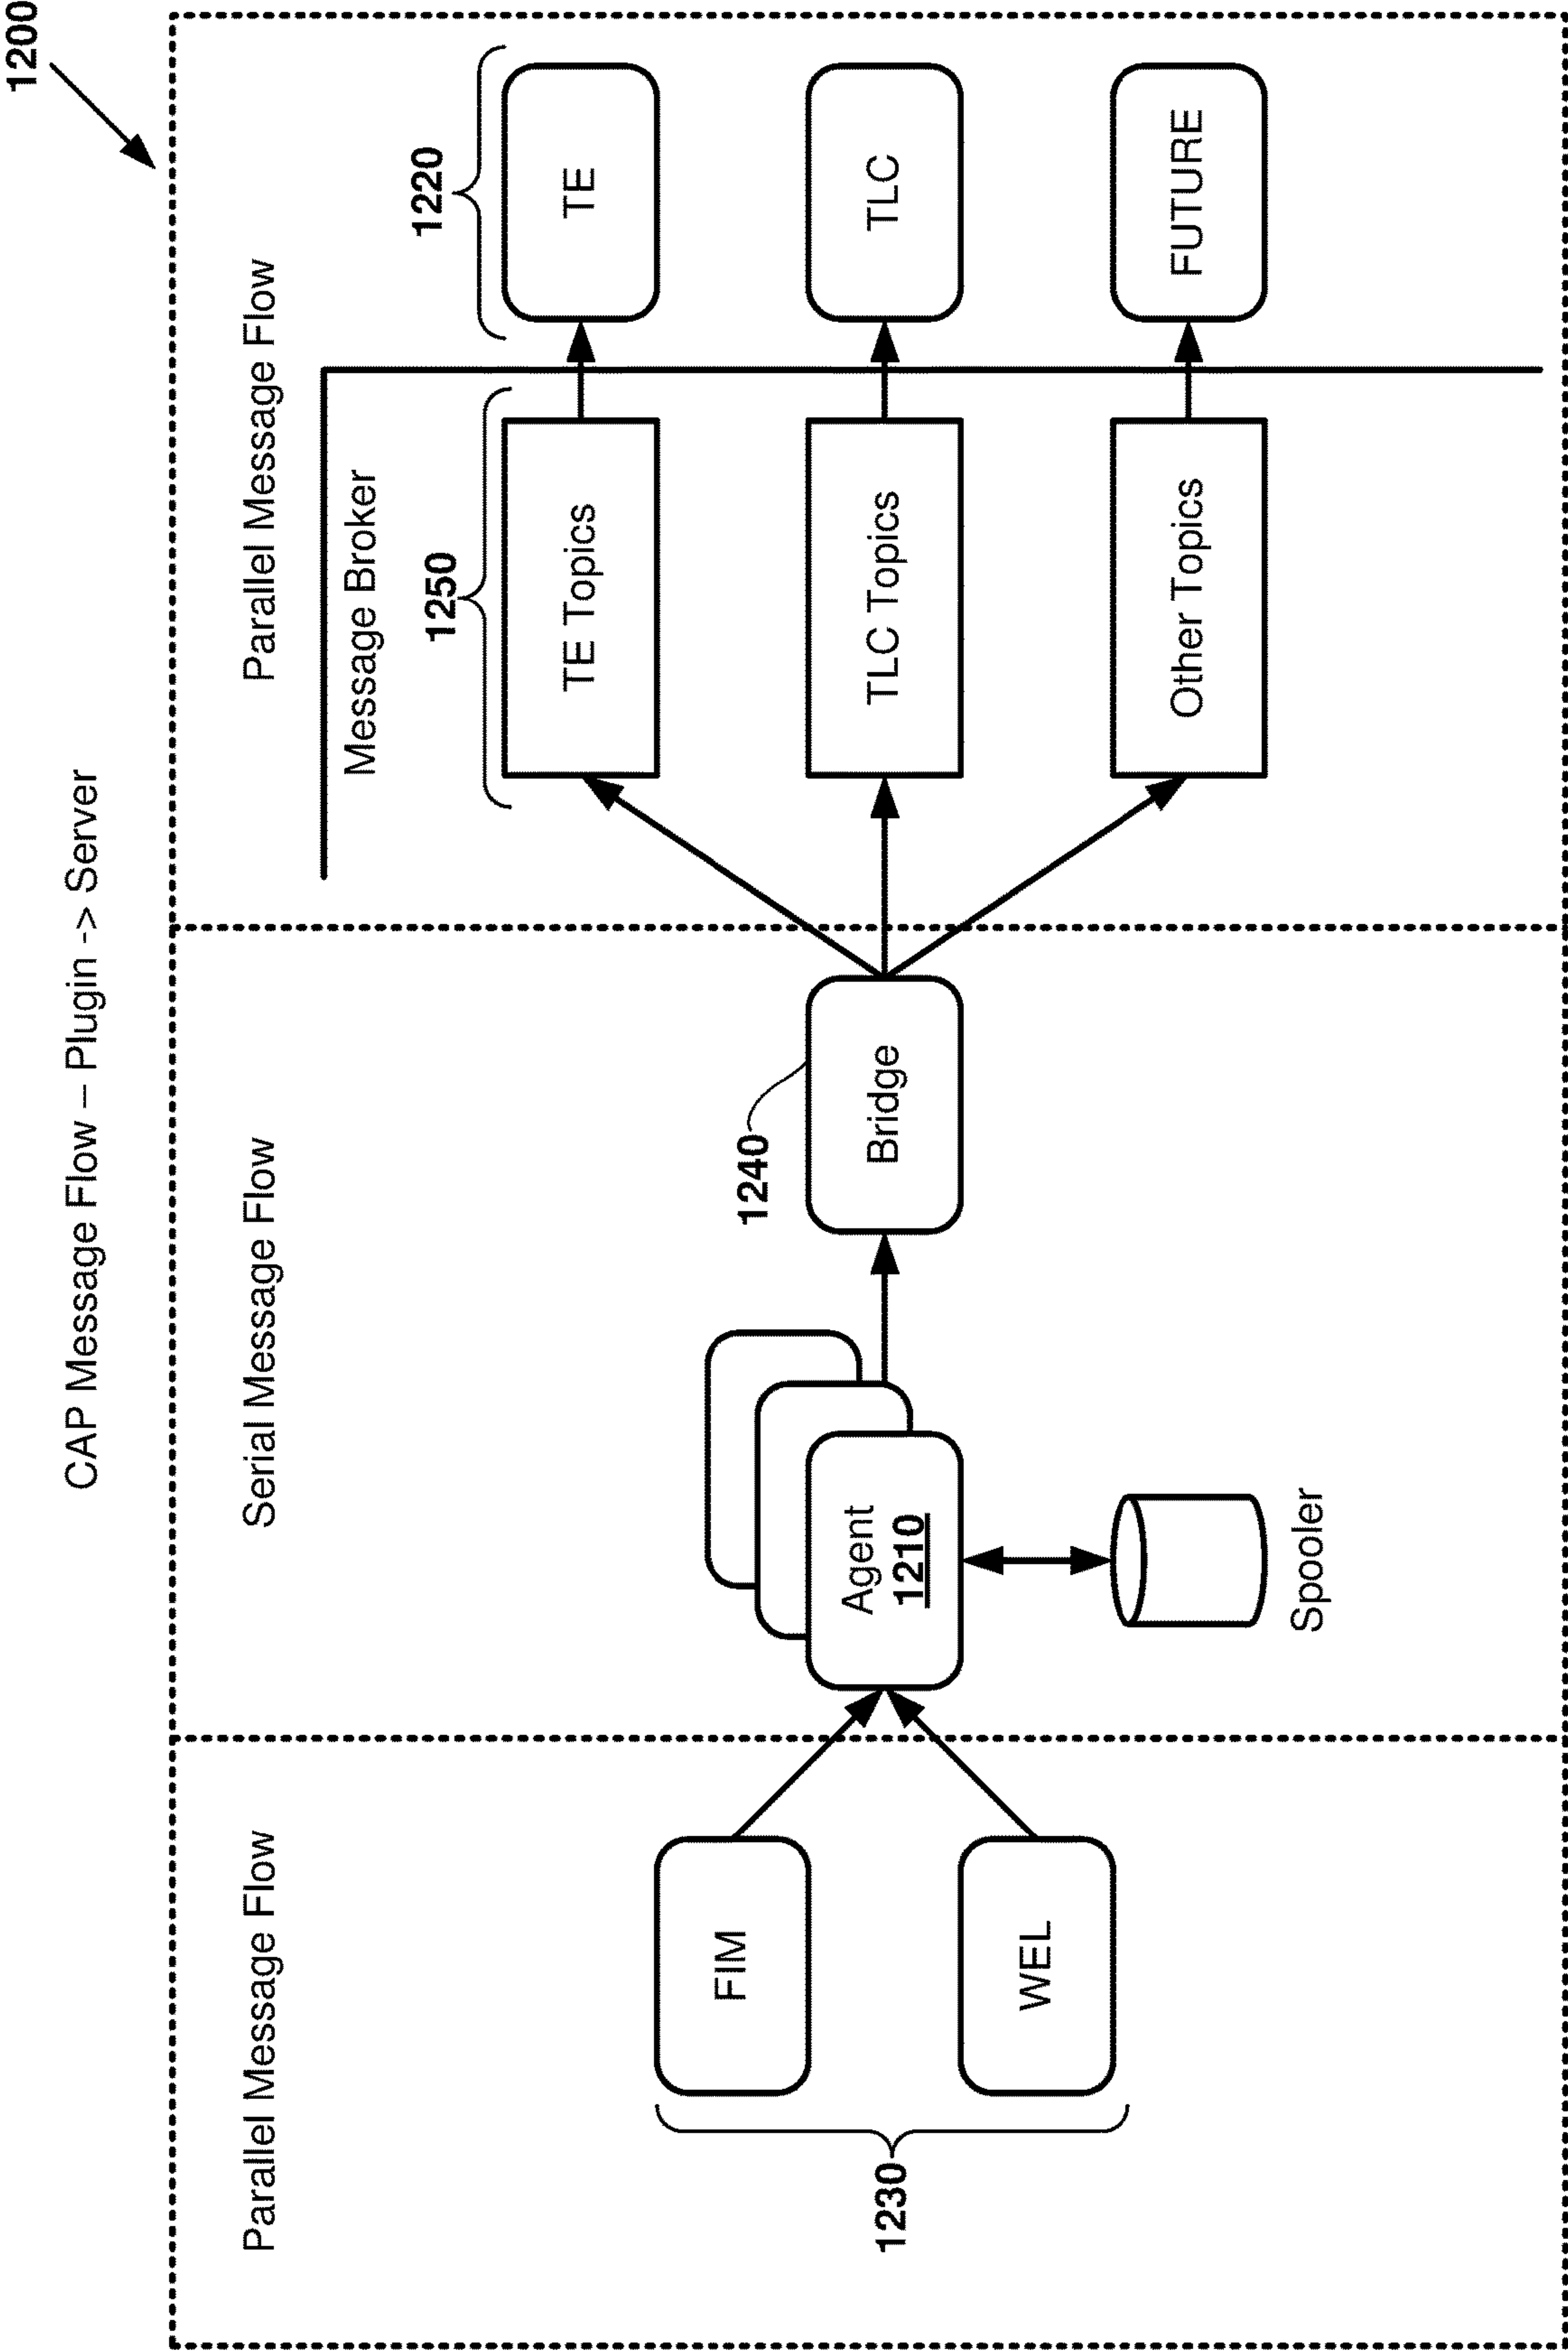 CAP Message Flow – Plugin -> Server
1200
Parallel Message Flow
Serial Message Flow
Parallel Message Flow
Message Broker
1250
1220
FIM
WEL
1230
Agent
1210
Spooler
1240
Bridge
TE Topics
TE
TLC Topics
TLC
Other Topics
FUTURE